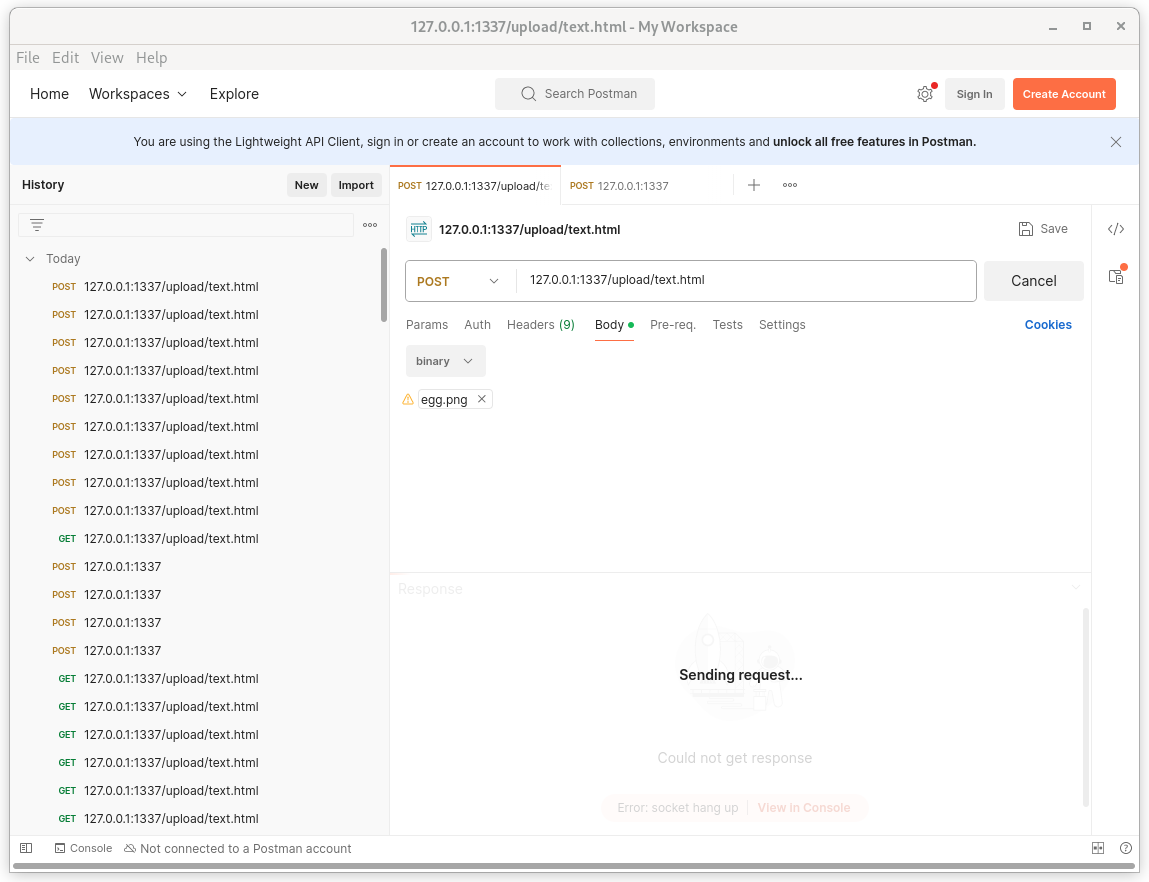 127.0.0.1:1337/upload/text.html - My Workspace
File Edit View Help
Home Workspaces Explore Search Postman Sign In Create Account
You are using the Lightweight API Client, sign in or create an account to work with collections, environments and unlock all free features in Postman.
History New Import
POST 127.0.0.1:1337/upload/te POST 127.0.0.1:1337
HTTP 127.0.0.1:1337/upload/text.html Save </>
Today
POST 127.0.0.1:1337/upload/text.html
POST 127.0.0.1:1337/upload/text.html
POST 127.0.0.1:1337/upload/text.html
POST 127.0.0.1:1337/upload/text.html
POST 127.0.0.1:1337/upload/text.html
POST 127.0.0.1:1337/upload/text.html
POST 127.0.0.1:1337/upload/text.html
POST 127.0.0.1:1337/upload/text.html
POST 127.0.0.1:1337/upload/text.html
GET 127.0.0.1:1337/upload/text.html
POST 127.0.0.1:1337
POST 127.0.0.1:1337
POST 127.0.0.1:1337
POST 127.0.0.1:1337
GET 127.0.0.1:1337/upload/text.html
GET 127.0.0.1:1337/upload/text.html
GET 127.0.0.1:1337/upload/text.html
GET 127.0.0.1:1337/upload/text.html
GET 127.0.0.1:1337/upload/text.html
GET 127.0.0.1:1337/upload/text.html
POST 127.0.0.1:1337/upload/text.html Cancel
Params Auth Headers (9) Body Pre-req. Tests Settings Cookies
binary
egg.png
Response
Sending request...
Could not get response
Error: socket hang up View in Console
Console Not connected to a Postman account